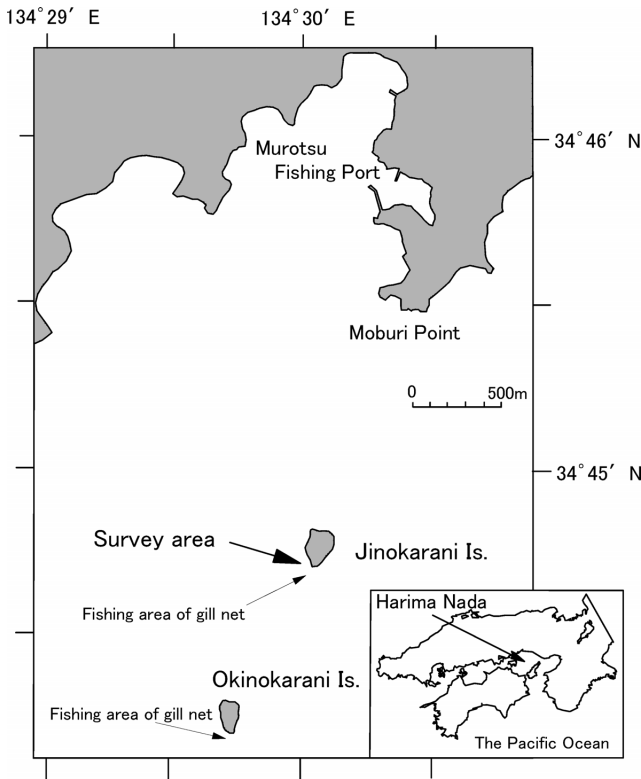 134°29′ E
134°30′ E
Murotsu
Fishing Port
34°46′ N
Moburi Point
0
500m
34°45′ N
Survey area
Jinokarani Is.
Fishing area of gill net
Harima Nada
Okinokarani Is.
Fishing area of gill net
The Pacific Ocean